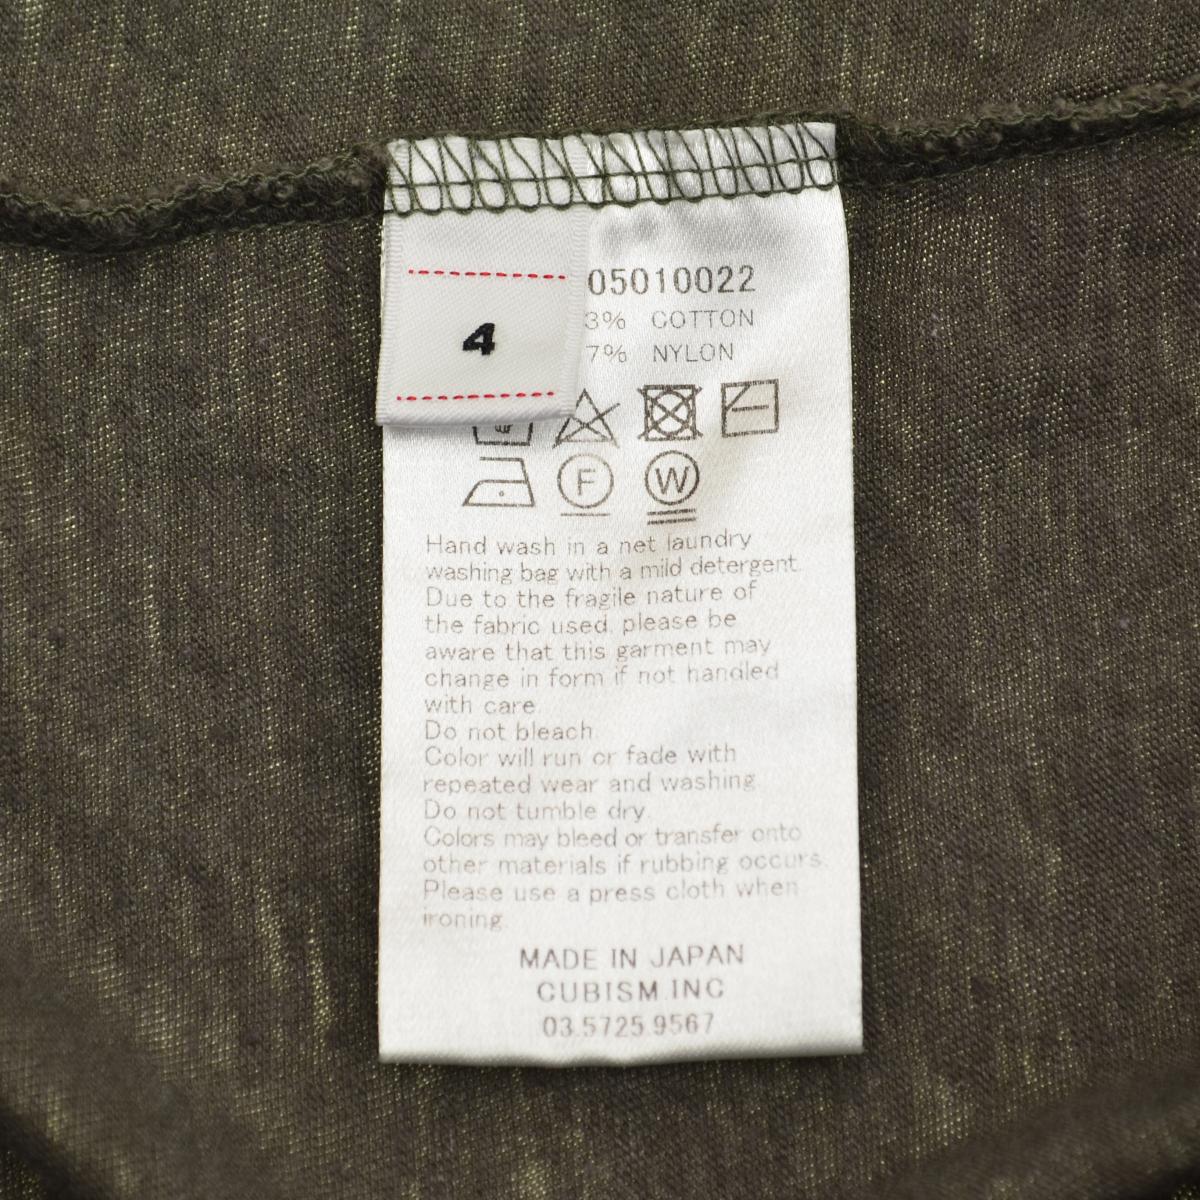 4
05010022
3% COTTON
7% NYLON
F W
Hand wash in a net laundry
washing bag with a mild detergent.
Due to the fragile nature of
the fabric used, please be
aware that this garment may
change in form if not handled
with care.
Do not bleach.
Color will run or fade with
repeated wear and washing.
Do not tumble dry.
Colors may bleed or transfer onto
other materials if rubbing occurs.
Please use a press cloth when
ironing.
MADE IN JAPAN
CUBISM.INC
03.5725.9567